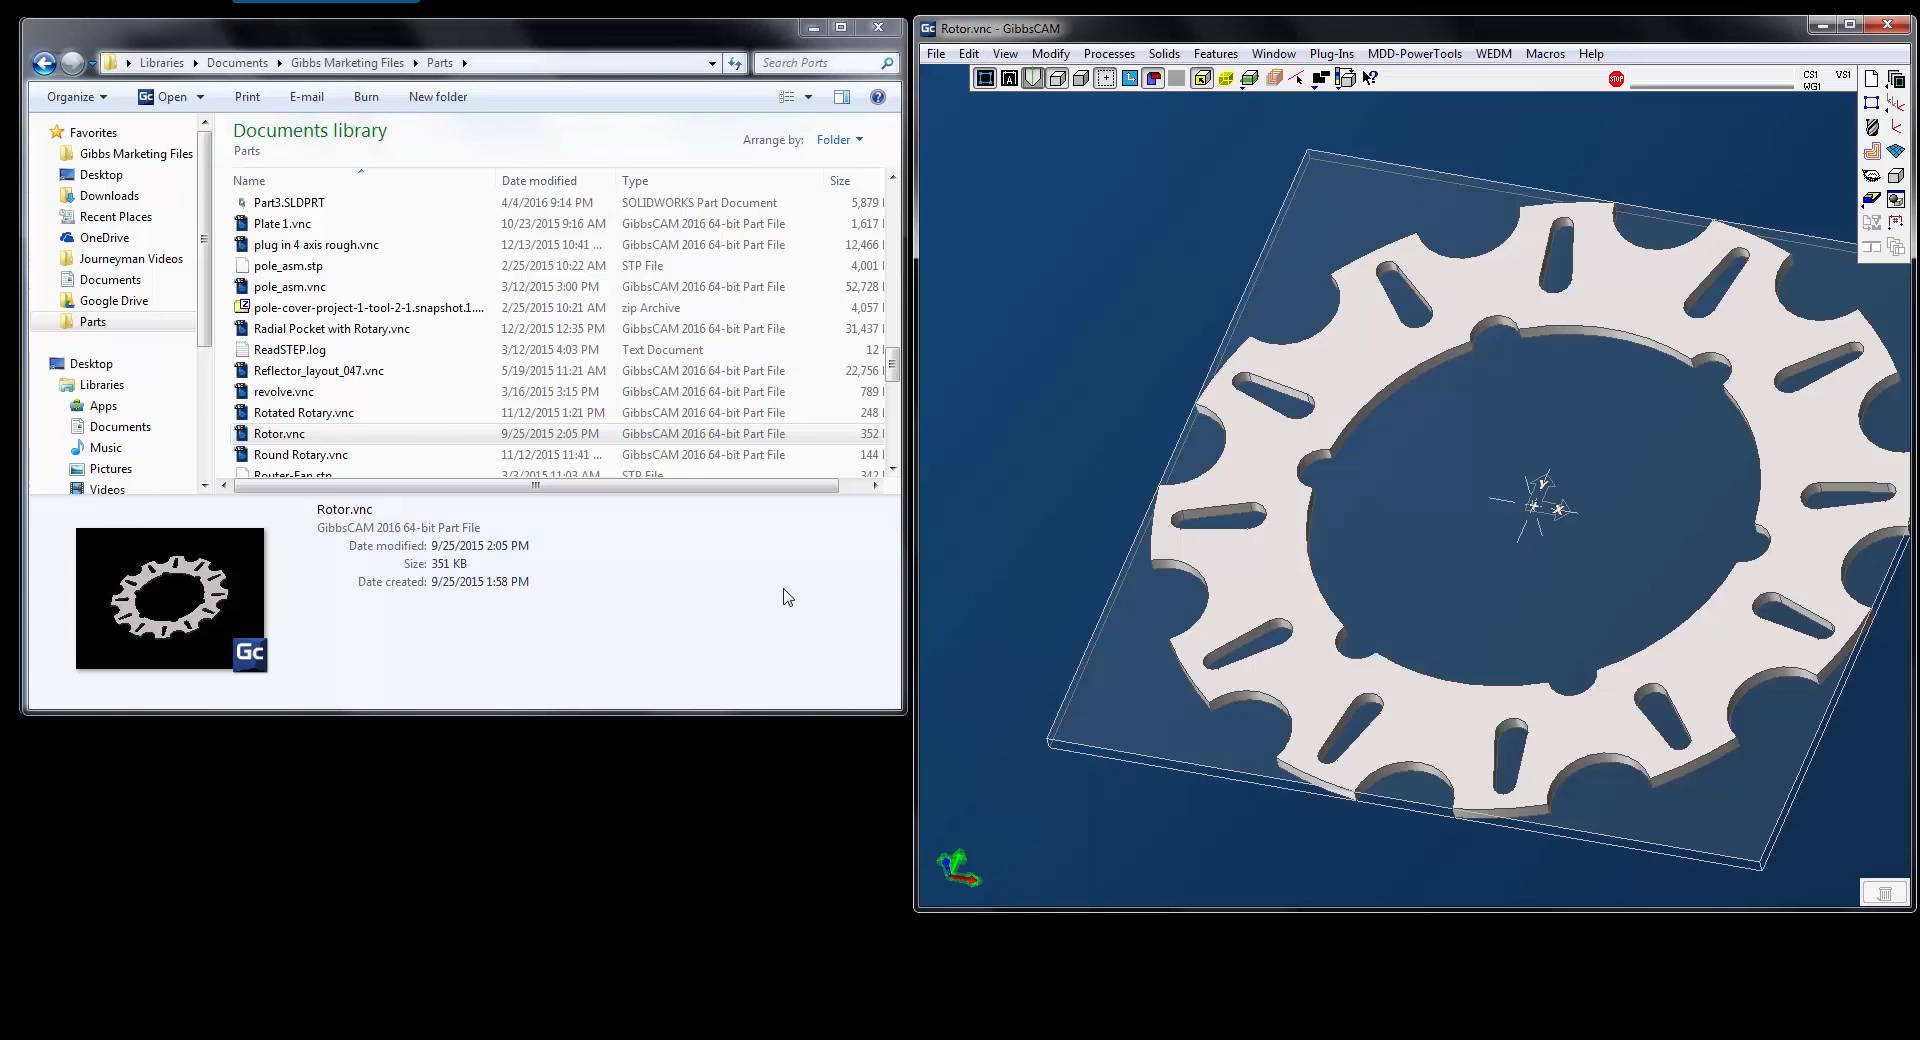 Libraries Documents Gibbs Marketing Files Parts
Search Parts
Organize Open Print E-mail Burn New folder
Favorites
Gibbs Marketing Files
Desktop
Downloads
Recent Places
OneDrive
Journeyman Videos
Documents
Google Drive
Parts
Desktop
Libraries
Apps
Documents
Music
Pictures
Videos
Documents library
Parts
Arrange by: Folder
Name Date modified Type Size
Part3.SLDPRT 4/4/2016 9:14 PM SOLIDWORKS Part Document 5,879
Plate 1.vnc 10/23/2015 9:16 AM GibbsCAM 2016 64-bit Part File 1,617
plug in 4 axis rough.vnc 12/13/2015 10:41 ... GibbsCAM 2016 64-bit Part File 12,466
pole_asm.stp 2/25/2015 10:22 AM STP File 4,001
pole_asm.vnc 3/12/2015 3:00 PM GibbsCAM 2016 64-bit Part File 52,728
pole-cover-project-1-tool-2-1.snapshot.1.... 2/25/2015 10:21 AM zip Archive 4,057
Radial Pocket with Rotary.vnc 12/2/2015 12:35 PM GibbsCAM 2016 64-bit Part File 31,437
ReadSTEP.log 3/12/2015 4:03 PM Text Document 12
Reflector_layout_047.vnc 5/19/2015 11:21 AM GibbsCAM 2016 64-bit Part File 22,756
revolve.vnc 3/16/2015 3:15 PM GibbsCAM 2016 64-bit Part File 789
Rotated Rotary.vnc 11/12/2015 1:21 PM GibbsCAM 2016 64-bit Part File 248
Rotor.vnc 9/25/2015 2:05 PM GibbsCAM 2016 64-bit Part File 352
Round Rotary.vnc 11/12/2015 11:41 ... GibbsCAM 2016 64-bit Part File 144
Router-Fan.stp 3/3/2015 11:03 AM STP File 342
Rotor.vnc
GibbsCAM 2016 64-bit Part File
Date modified: 9/25/2015 2:05 PM
Size: 351 KB
Date created: 9/25/2015 1:58 PM
Gc
Gc Rotor.vnc - GibbsCAM
File Edit View Modify Processes Solids Features Window Plug-Ins MDD-PowerTools WEDM Macros Help
STOP
CS1 VS1
WG1